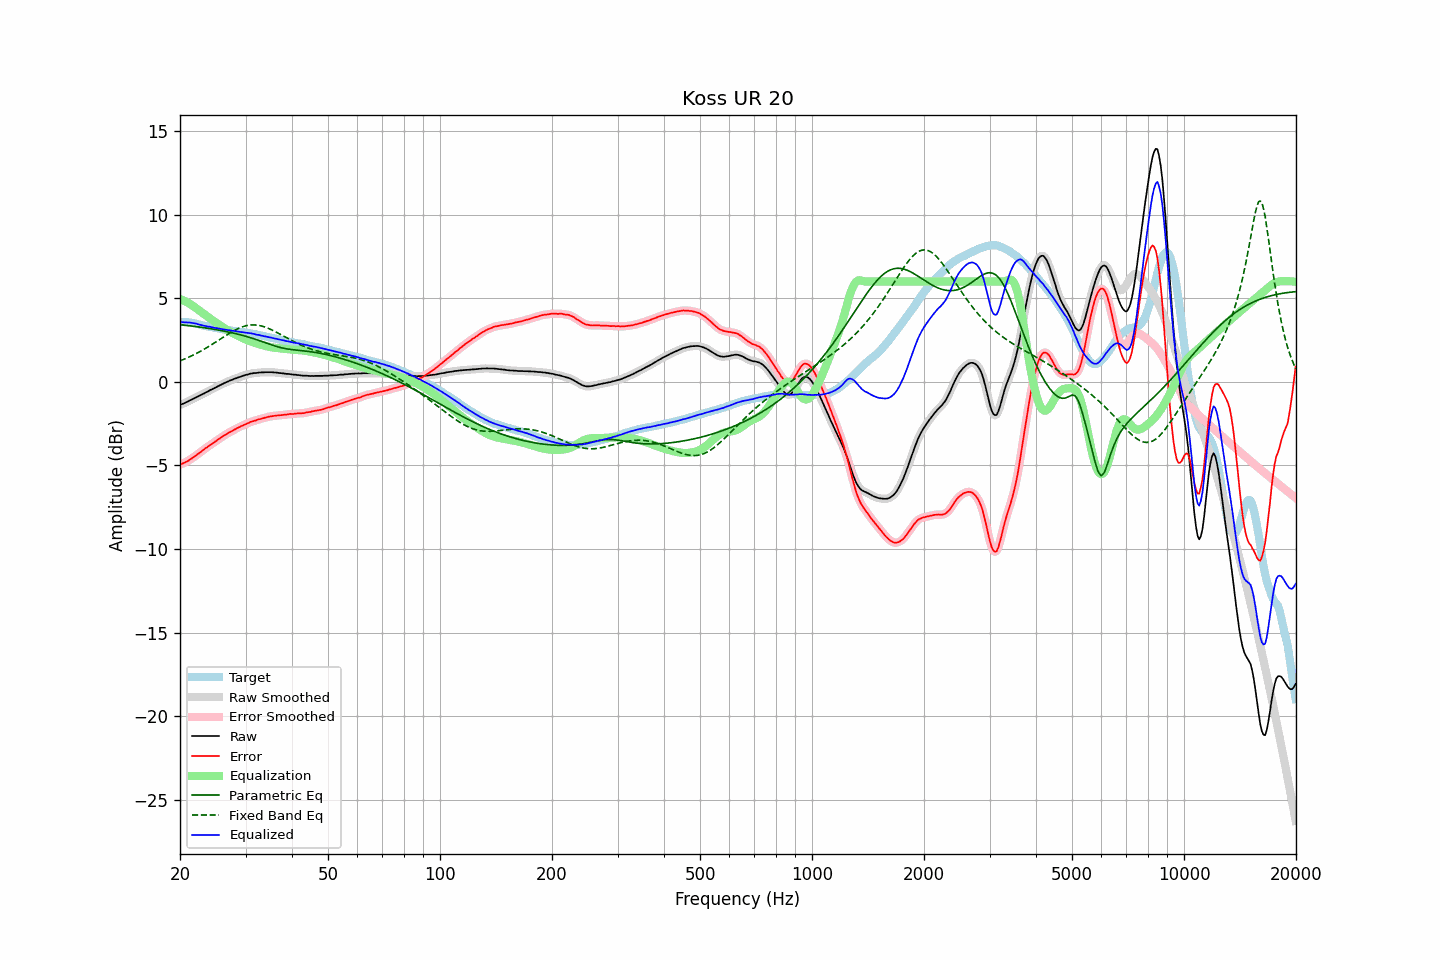 Koss UR 20
15
10
5
0
−5
−10
−15
−20
−25
Amplitude (dBr)
Target
Raw Smoothed
Error Smoothed
Raw
Error
Equalization
Parametric Eq
Fixed Band Eq
Equalized
20 50 100 200 500 1000 2000 5000 10000 20000
Frequency (Hz)